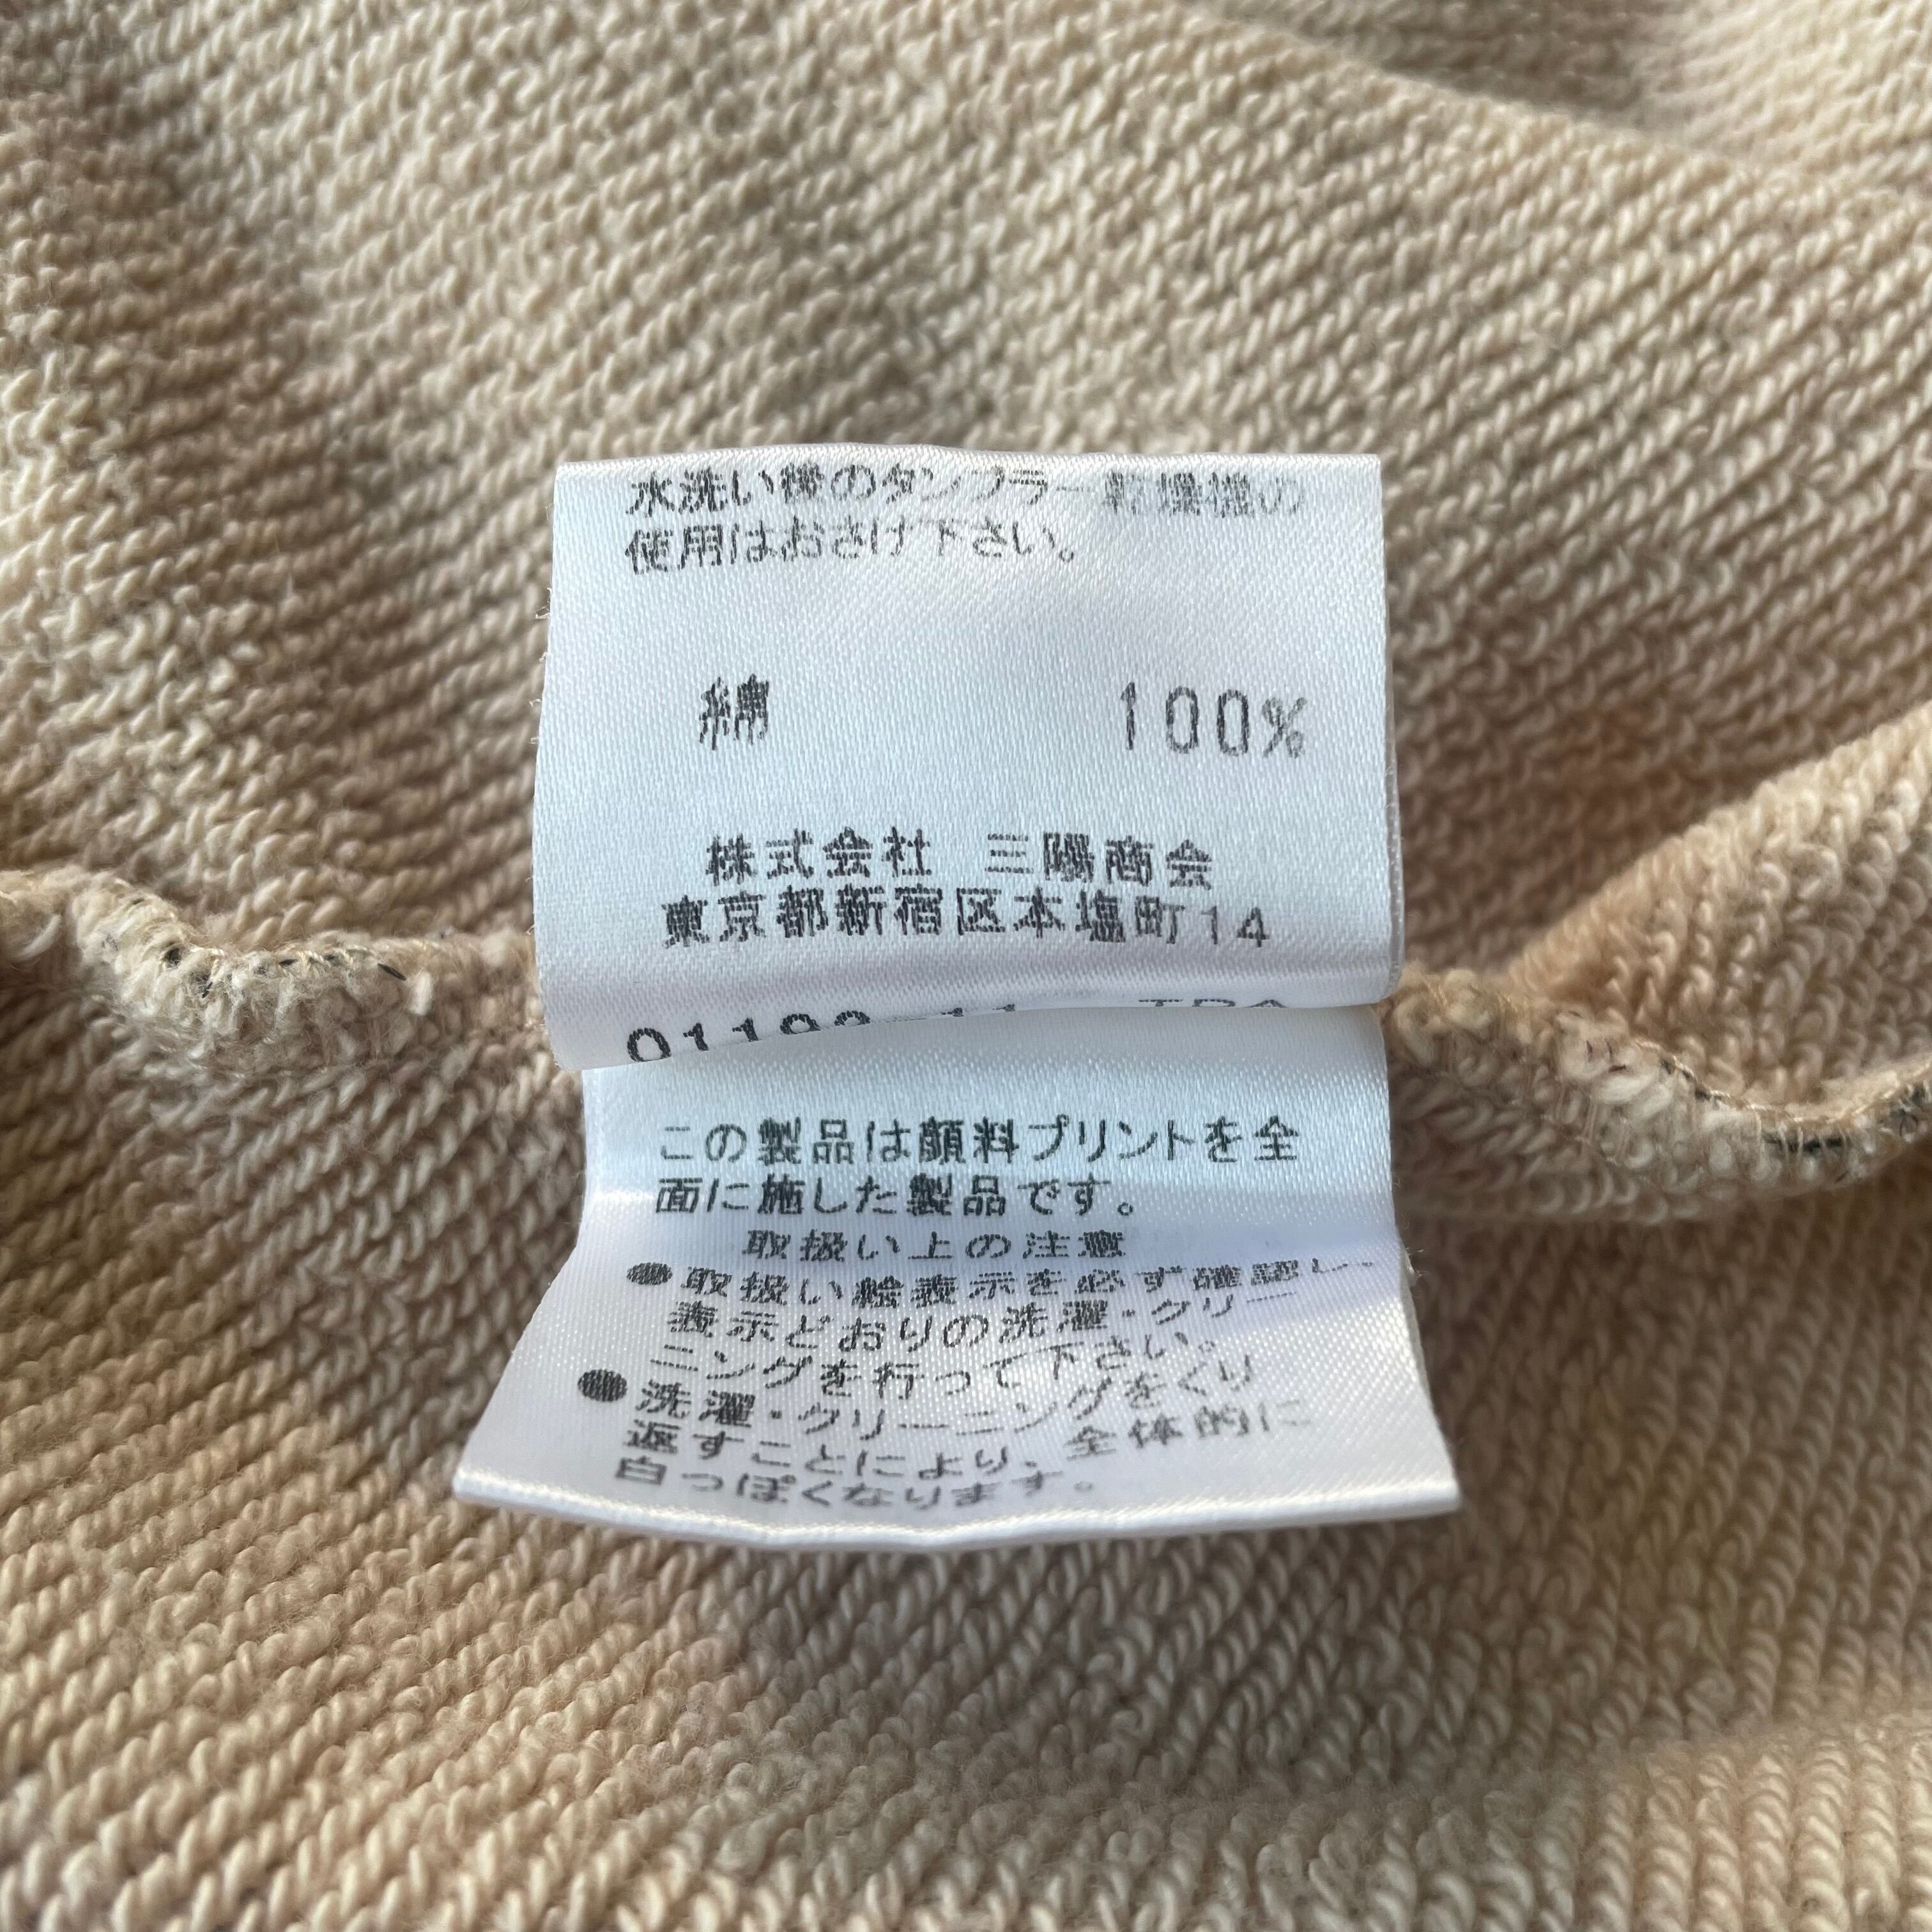 水洗い後のタンブラー乾燥機の
使用はおさけ下さい。
綿 100%
株式会社 三陽商会
東京都新宿区本塩町14
この製品は顔料プリントを全
面に施した製品です。
取扱い上の注意
●取扱い絵表示を必ず確認し、
表示どおりの洗濯・クリー
ニングを行って下さい。
●洗濯・クリーニングをくり
返すことにより、全体的に
白っぽくなります。